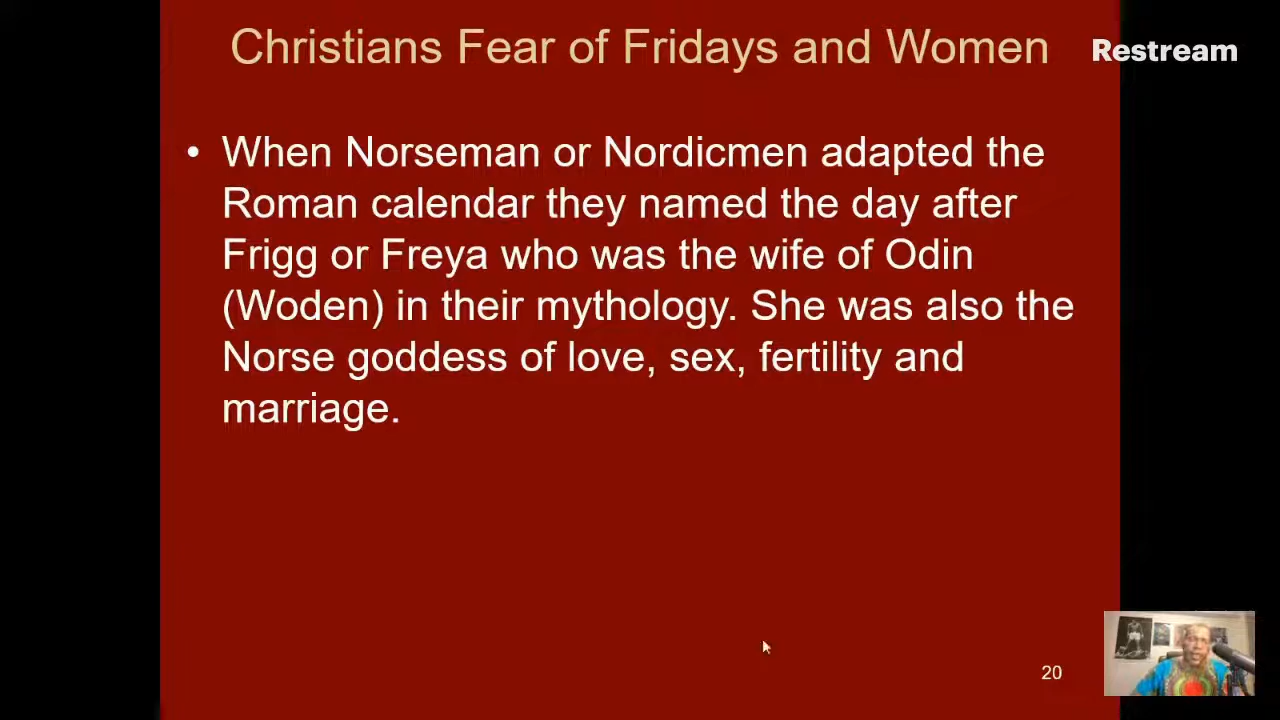 Christians Fear of Fridays and Women
Restream
• When Norseman or Nordicmen adapted the
Roman calendar they named the day after
Frigg or Freya who was the wife of Odin
(Woden) in their mythology. She was also the
Norse goddess of love, sex, fertility and
marriage.
20